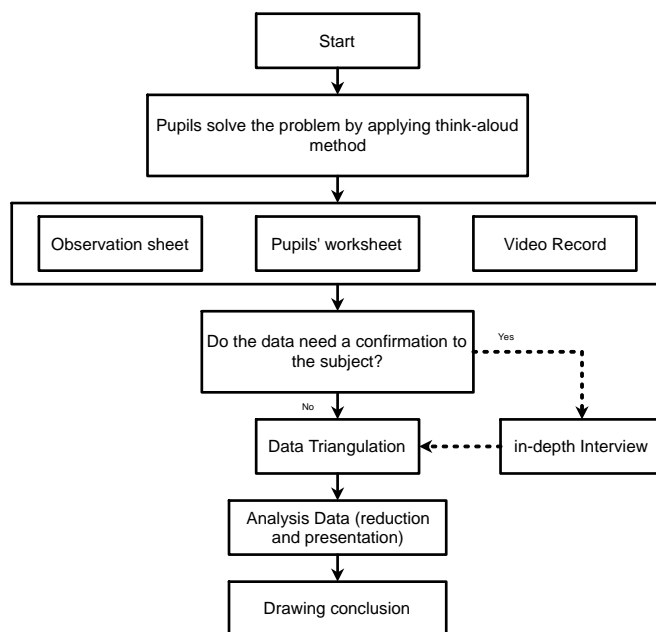 Start
Pupils solve the problem by applying think-aloud
method
Observation sheet
Pupils' worksheet
Video Record
Do the data need a confirmation to
the subject?
Yes
No
Data Triangulation
in-depth Interview
Analysis Data (reduction
and presentation)
Drawing conclusion